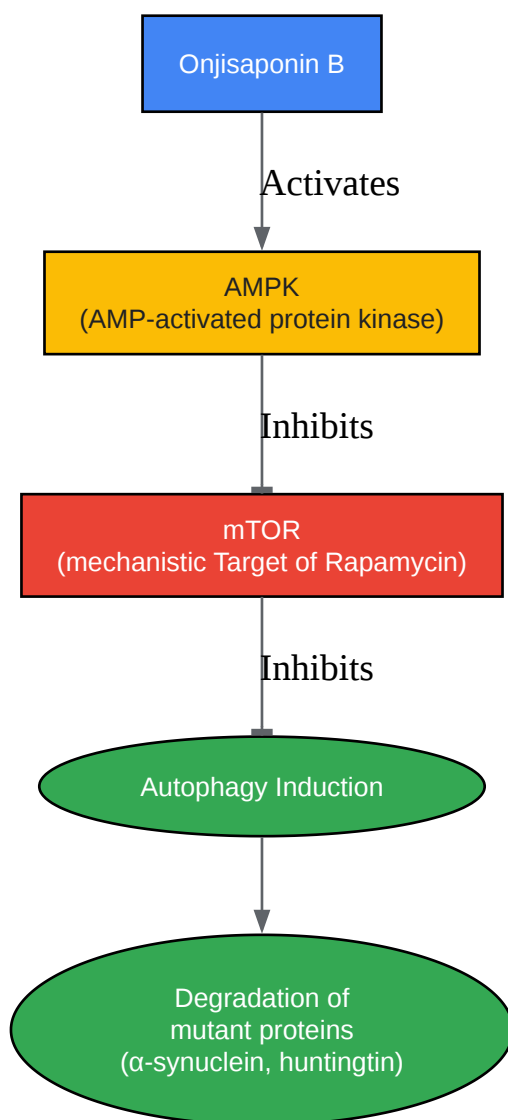 Onjisaponin B
Activates
AMPK
(AMP-activated protein kinase)
Inhibits
mTOR
(mechanistic Target of Rapamycin)
Inhibits
Autophagy Induction
Degradation of
mutant proteins
(α-synuclein, huntingtin)